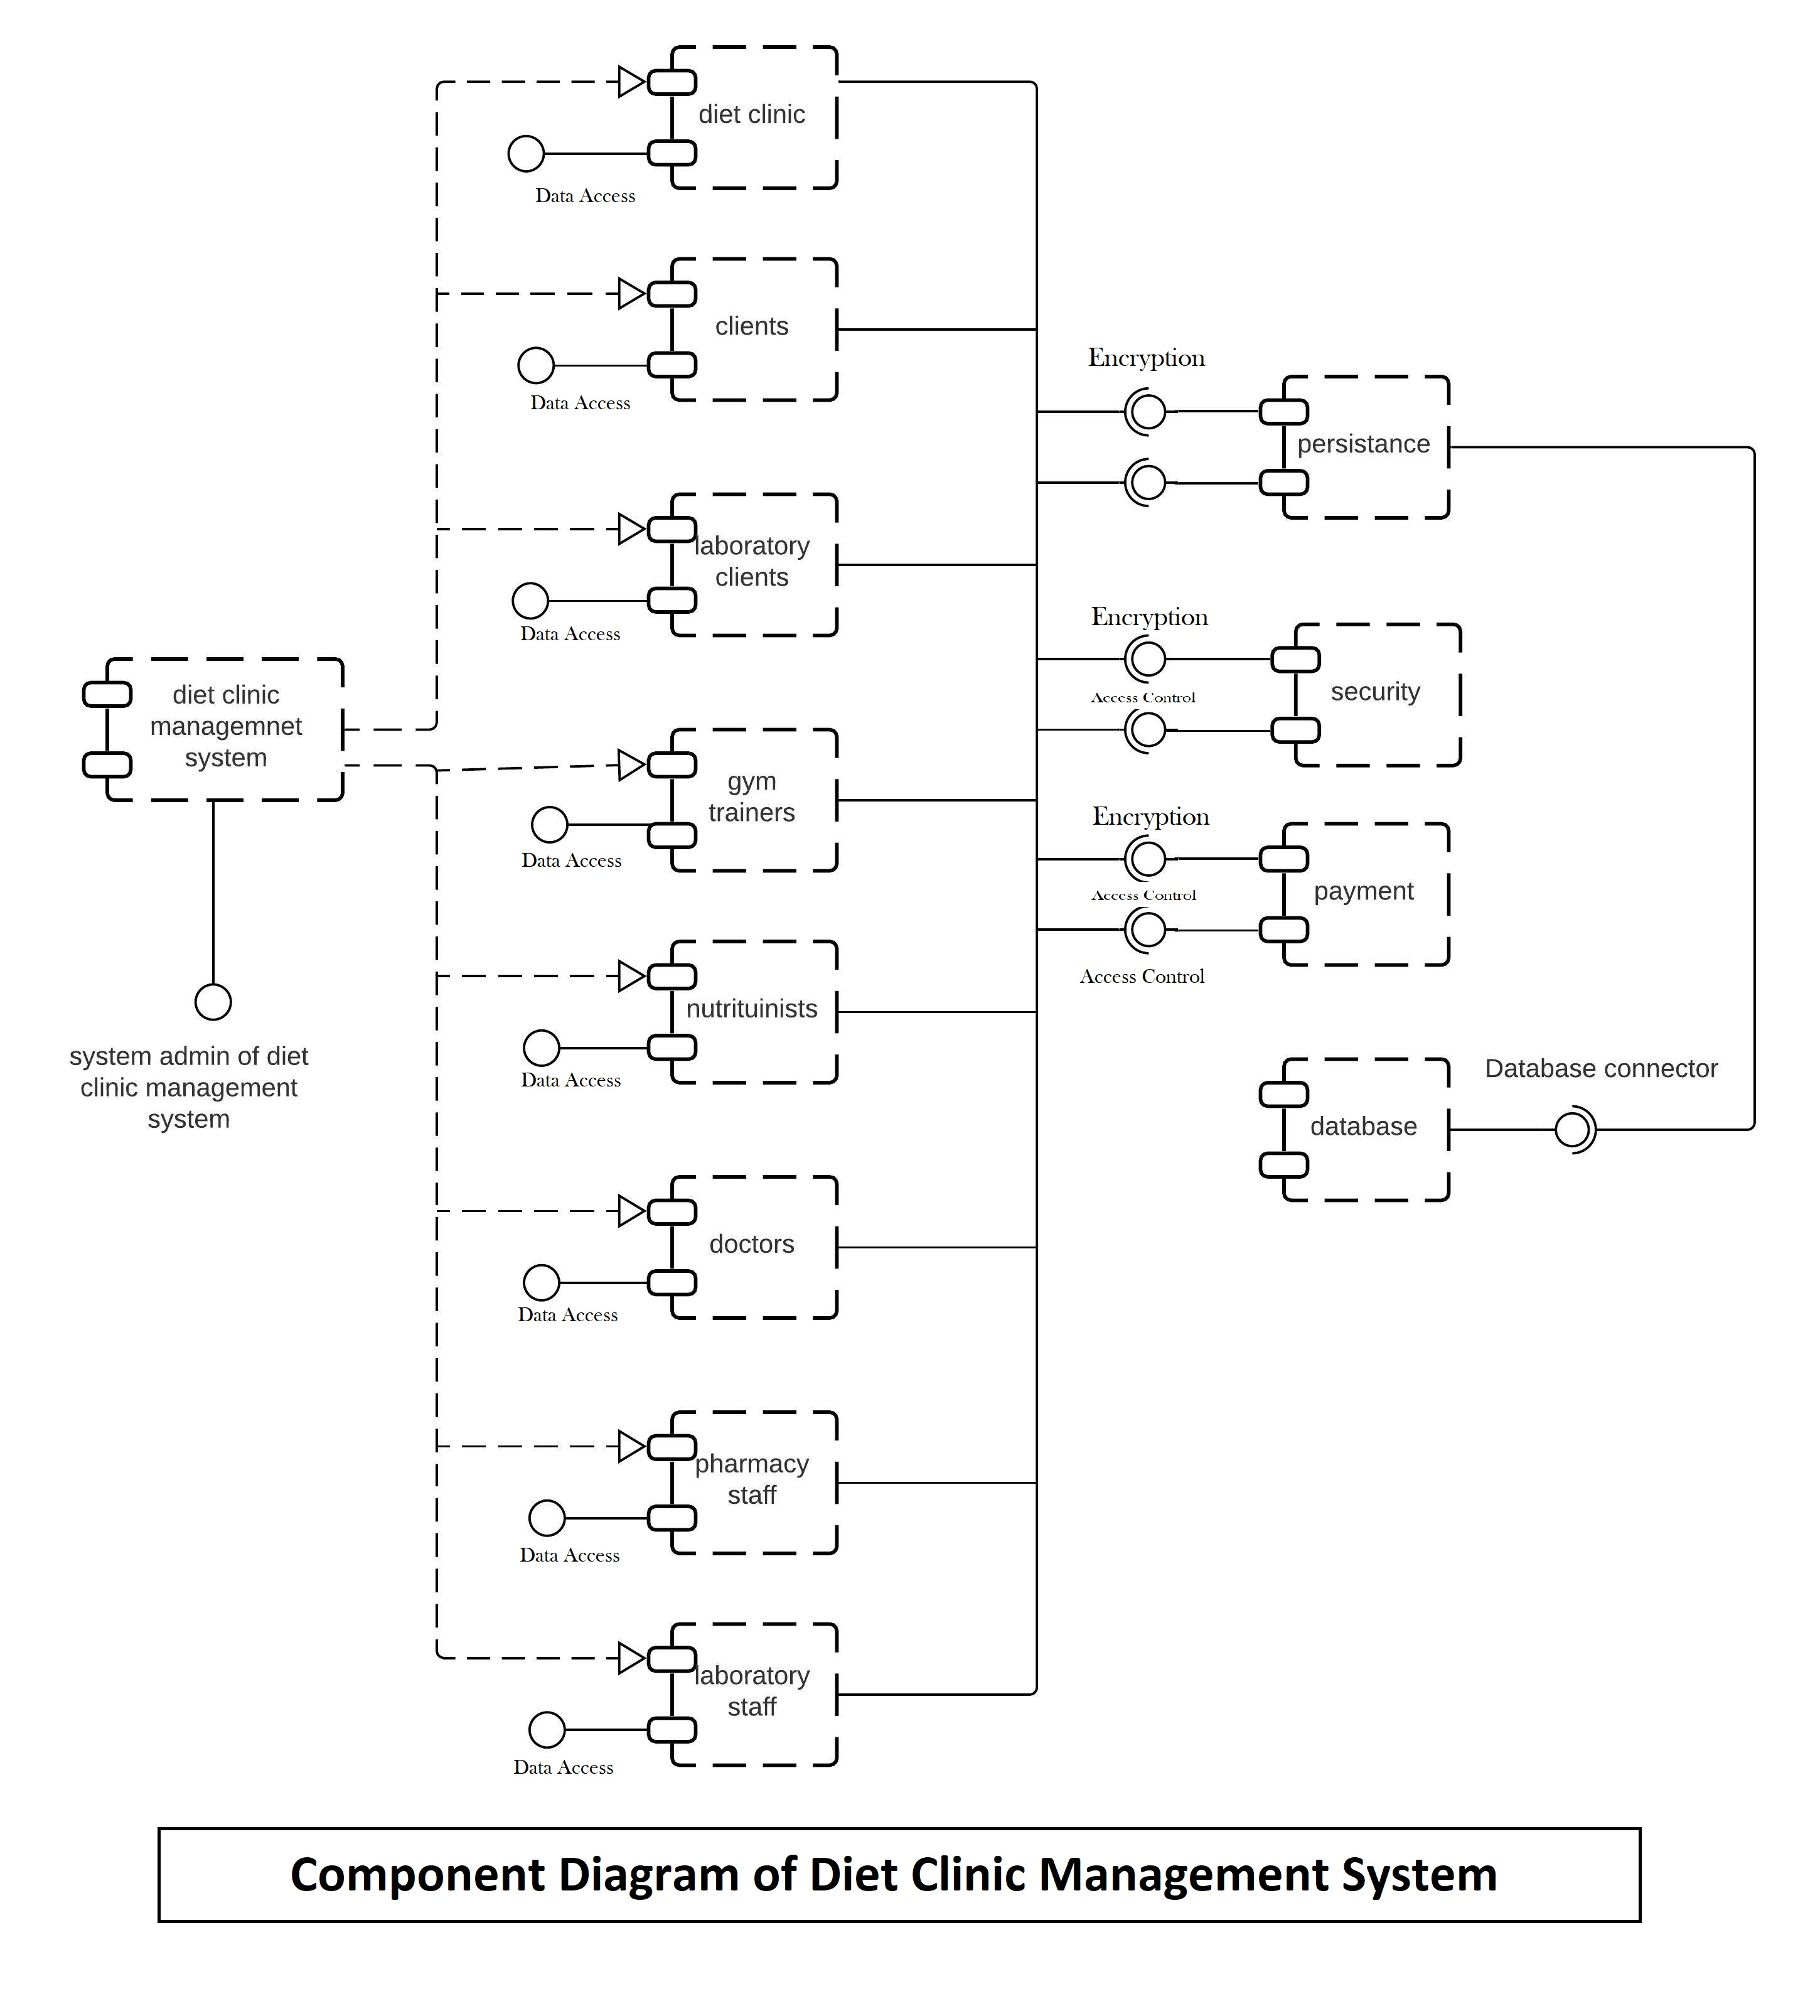 diet clinic
Data Access
clients
Data Access
Encryption
persistance
laboratory
clients
Data Access
Encryption
Access Control
security
diet clinic
managemnet
system
gym
trainers
Data Access
Encryption
Access Control
payment
Access Control
nutrituinists
Data Access
system admin of diet
clinic management
system
Database connector
database
doctors
Data Access
pharmacy
staff
Data Access
laboratory
staff
Data Access
Component Diagram of Diet Clinic Management System